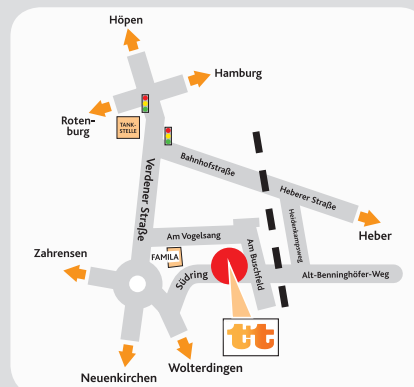 Höpen
Hamburg
Roten-
burg
TANK-
STELLE
Verdener Straße
Bahnhofstraße
Heberer Straße
Heber
Heidenkampsweg
Am Vogelsang
FAMILA
Am Buschfeld
Zahrensen
Südring
Alt-Benninghöfer-Weg
tt
Wolterdingen
Neuenkirchen